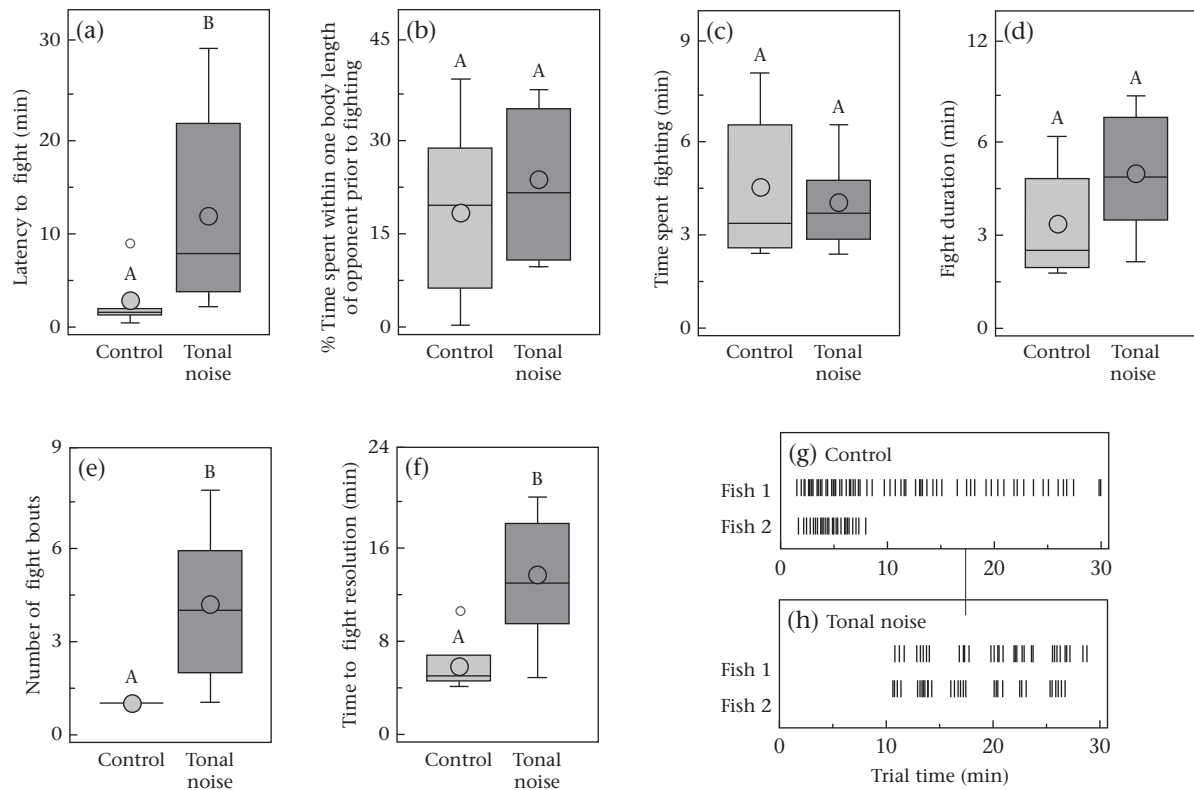 (a)
Latency to fight (min)
30
20
10
0
B
A
Control
Tonal
noise
(b)
% Time spent within one body length
of opponent prior to fighting
45
30
15
0
A
A
Control
Tonal
noise
(c)
Time spent fighting (min)
9
6
3
0
A
A
Control
Tonal
noise
(d)
Fight duration (min)
12
6
3
0
A
A
Control
Tonal
noise
(e)
Number of fight bouts
9
6
3
0
A
B
Control
Tonal
noise
(f)
Time to fight resolution (min)
24
16
8
0
A
B
Control
Tonal
noise
(g) Control
Fish 1
Fish 2
0 10 20 30
(h) Tonal noise
Fish 1
Fish 2
0 10 20 30
Trial time (min)